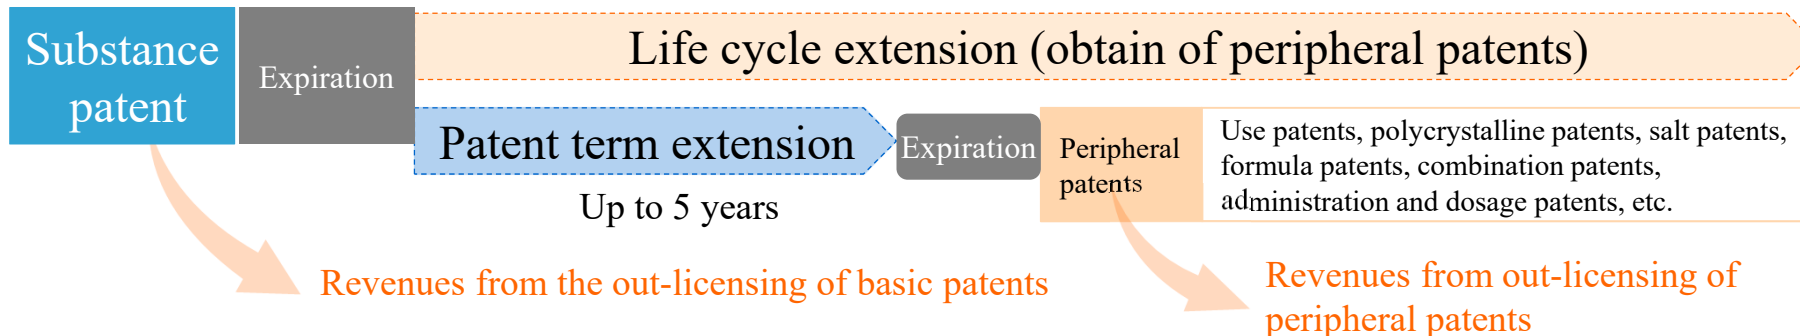 Substance
patent
Expiration
Life cycle extension (obtain of peripheral patents)
Patent term extension
Expiration
Up to 5 years
Peripheral
patents
Use patents, polycrystalline patents, salt patents,
formula patents, combination patents,
administration and dosage patents, etc.
Revenues from the out-licensing of basic patents
Revenues from out-licensing of
peripheral patents